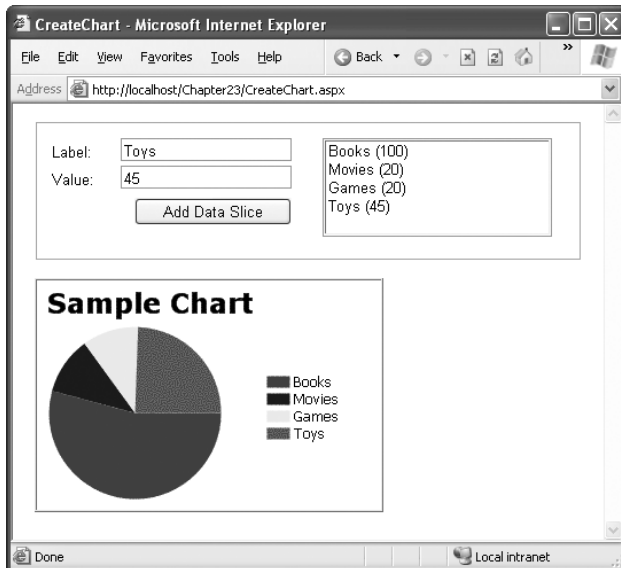 CreateChart - Microsoft Internet Explorer
File Edit View Favorites Tools Help Back »
Address http://localhost/Chapter23/CreateChart.aspx
Label: Toys
Value: 45
Add Data Slice
Books (100)
Movies (20)
Games (20)
Toys (45)
Sample Chart
Books
Movies
Games
Toys
Done Local intranet